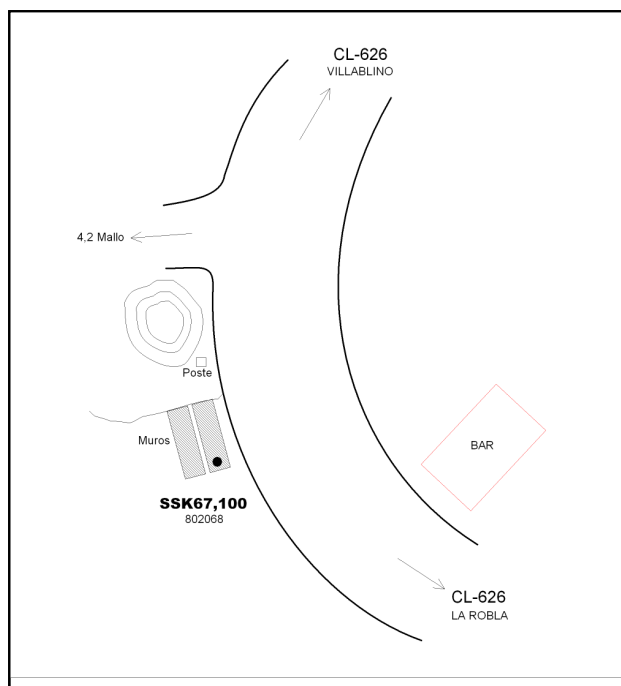 CL-626
VILLABLINO
4,2 Mallo
Poste
Muros
BAR
SSK67,100
802068
CL-626
LA ROBLA